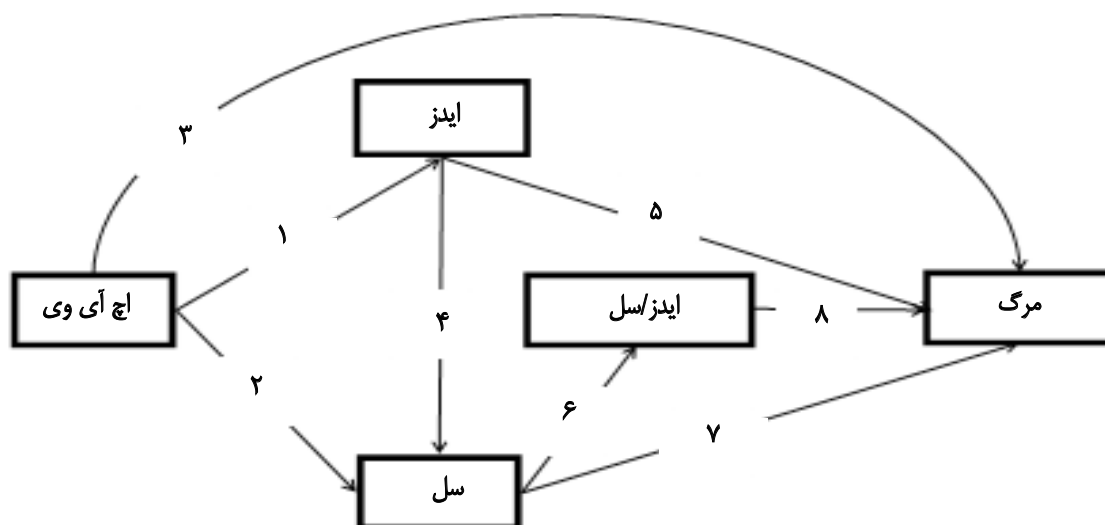 ۳
ایدز
۵
۱
اچ آی وی
ایدز/سل
۸
مرگ
۴
۲
۶
۷
سل